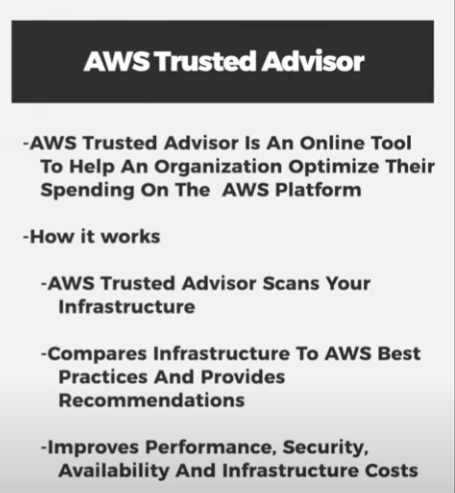 AWS Trusted Advisor
-AWS Trusted Advisor Is An Online Tool
To Help An Organization Optimize Their
Spending On The AWS Platform
-How it works
-AWS Trusted Advisor Scans Your
Infrastructure
-Compares Infrastructure To AWS Best
Practices And Provides
Recommendations
-Improves Performance, Security,
Availability And Infrastructure Costs